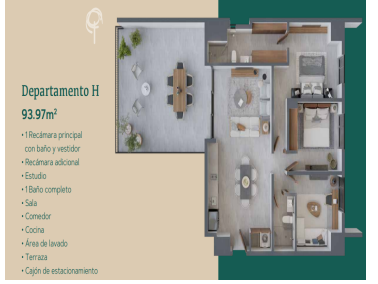 Departamento H
93.97m²
• 1 Recámara principal
con baño y vestidor
• Recámara adicional
• Estudio
• 1 Baño completo
• Sala
• Comedor
• Cocina
• Área de lavado
• Terraza
• Cajón de estacionamiento